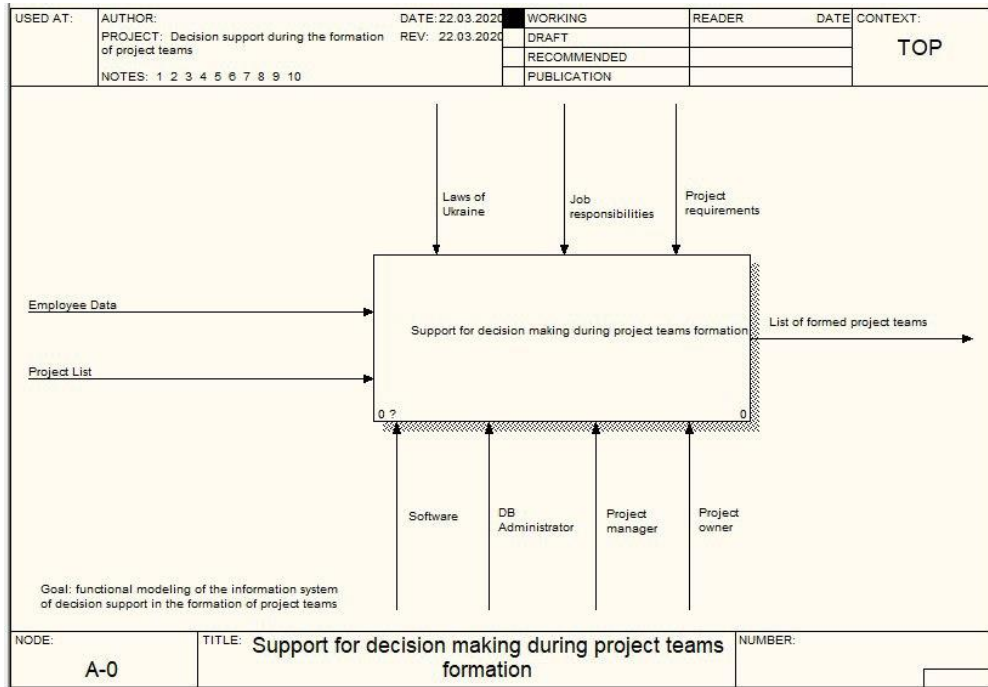 USED AT:
AUTHOR:
DATE: 22.03.2020
WORKING
READER
DATE
CONTEXT:
PROJECT: Decision support during the formation
of project teams
REV: 22.03.2020
DRAFT
TOP
RECOMMENDED
NOTES: 1 2 3 4 5 6 7 8 9 10
PUBLICATION
Laws of
Ukraine
Job
responsibilities
Project
requirements
Employee Data
Support for decision making during project teams formation
List of formed project teams
Project List
0 ?
0
Software
DB
Administrator
Project
manager
Project
owner
Goal: functional modeling of the information system
of decision support in the formation of project teams
NODE:
A-0
TITLE:
Support for decision making during project teams
formation
NUMBER: